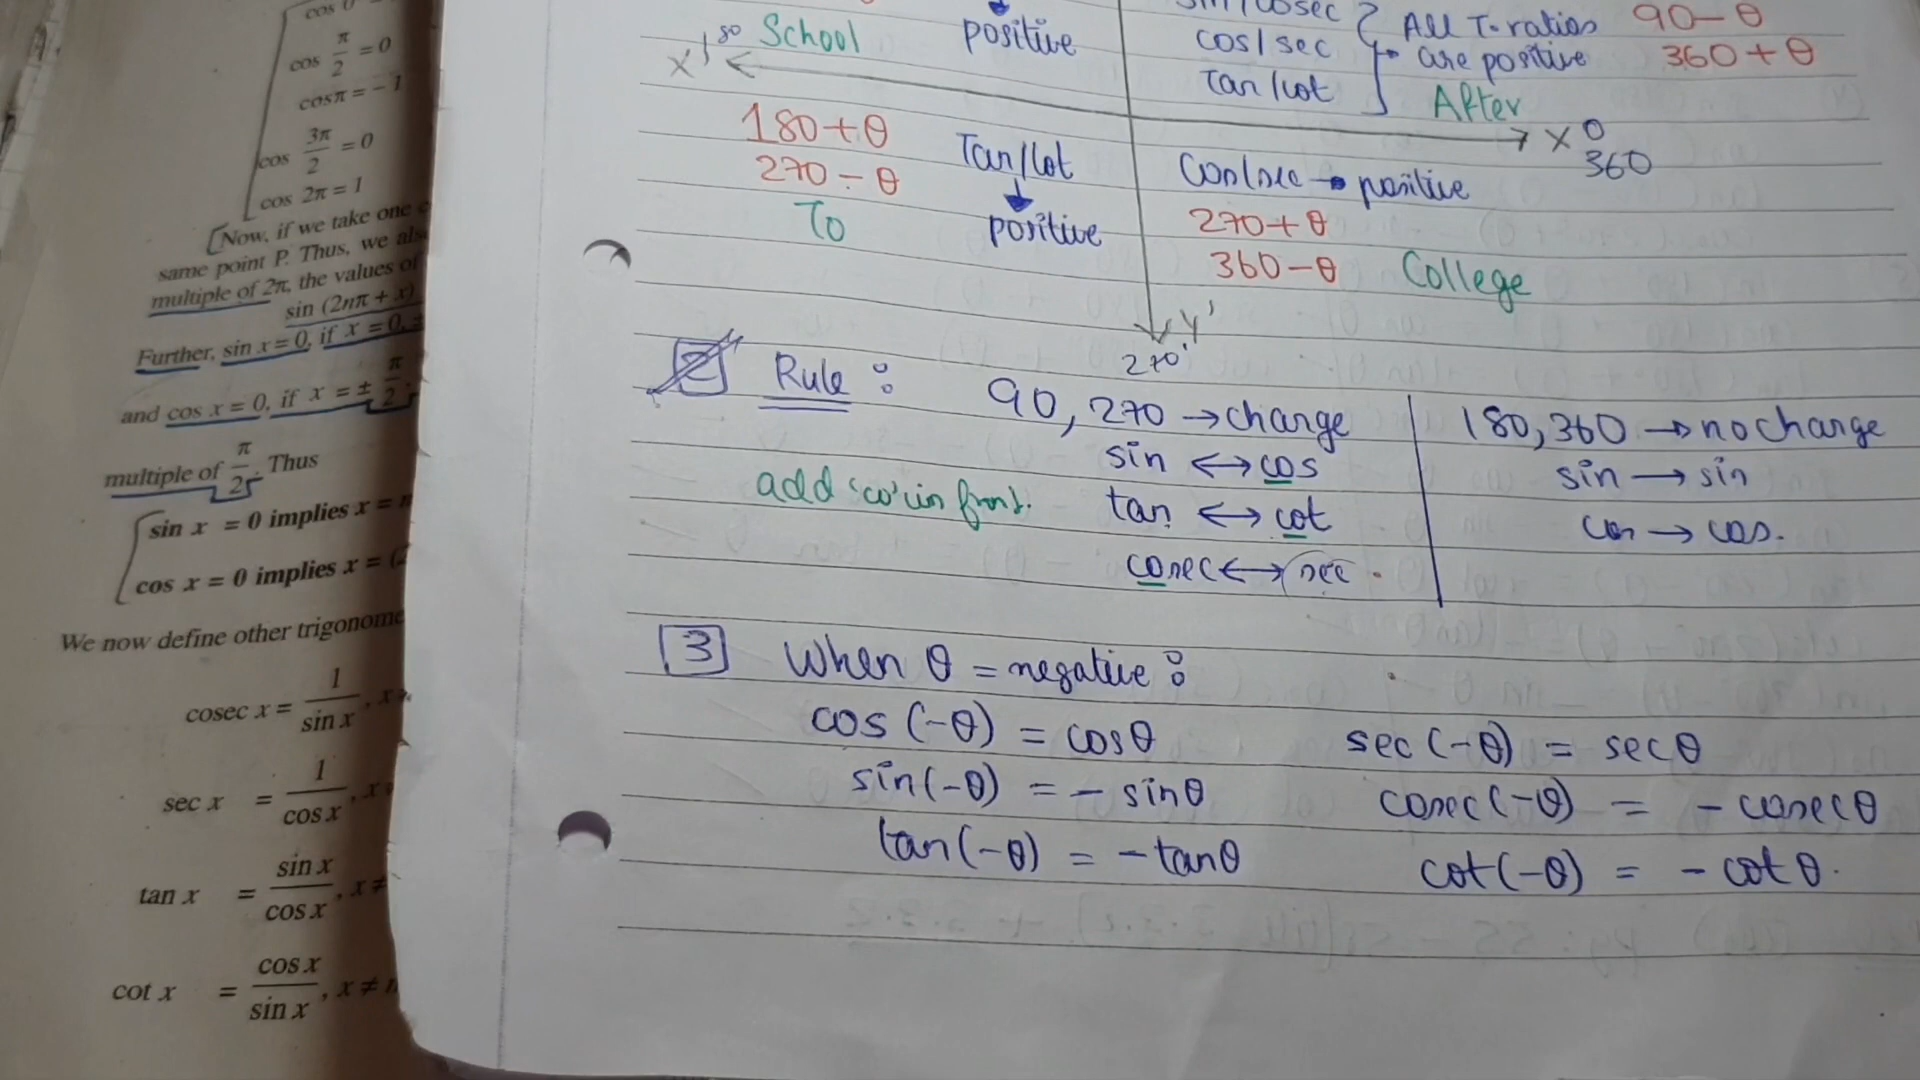 cos π/2 = 0
cos π = – 1
cos 3π/2 = 0
cos 2π = 1
[Now, if we take one
same point P. Thus, we also
multiple of 2π, the values of
sin (2nπ + x)
Further, sin x = 0, if x = 0,
and cos x = 0, if x = ± π/2,
multiple of π/2. Thus
sin x = 0 implies x =
cos x = 0 implies x = (2
We now define other trigonome
cosec x = 1/sin x, x
sec x = 1/cos x, x
tan x = sin x/cos x, x ≠
cot x = cos x/sin x, x ≠ n
180 School positive
X'
cos/sec
Tan/cot
All T-ratios
are positive
After
90-θ
360+θ
X 0
360
180+θ
270-θ
To
Tan/cot
positive
Cos/sec → positive
270+θ
360-θ College
Y'
270°
2 Rule :
90, 270 → change
sin ↔ cos
add 'co' in front.
tan ↔ cot
cosec ↔ sec .
180, 360 → no change
sin → sin
cos → cos.
3 When θ = negative :
cos (-θ) = cosθ sec (-θ) = secθ
sin(-θ) = - sinθ cosec(-θ) = - cosecθ
tan(-θ) = -tanθ cot(-θ) = - cotθ.